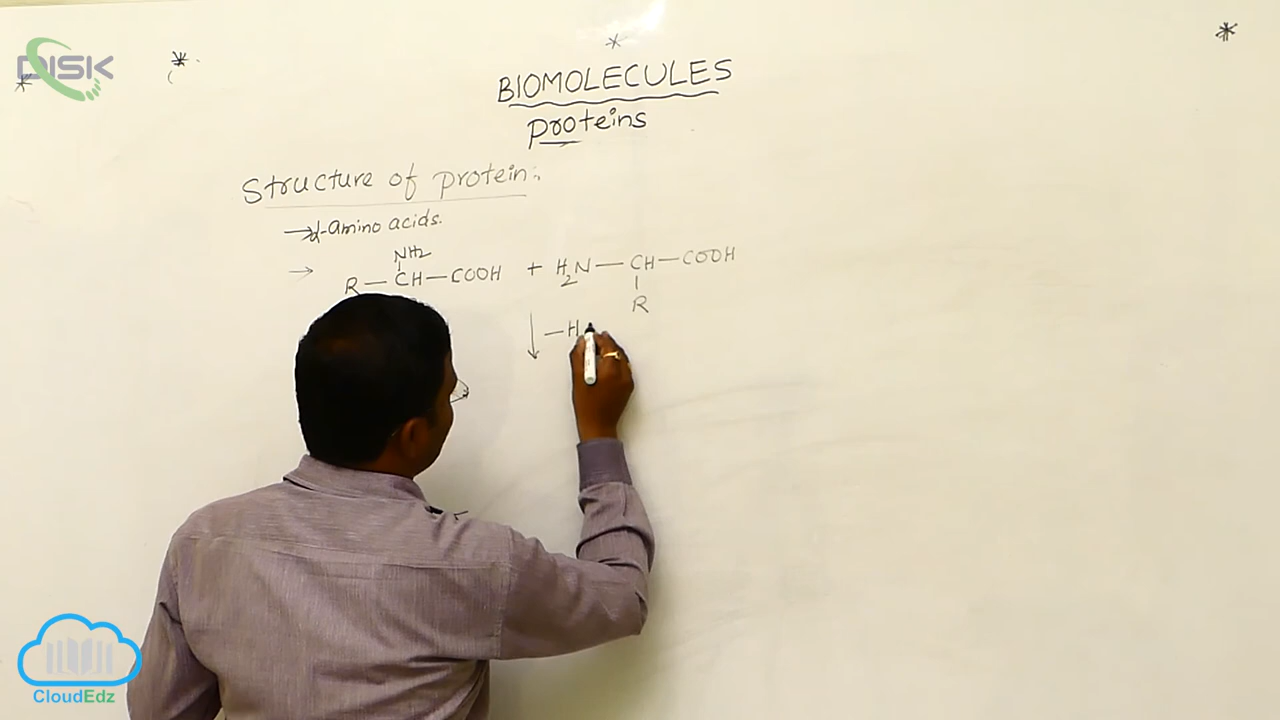 DISK
BIOMOLECULES
Proteins
Structure of protein:.
→α-amino acids.
NH2
→ R — CH — COOH + H2N — CH — COOH
R
—H
CloudEdz